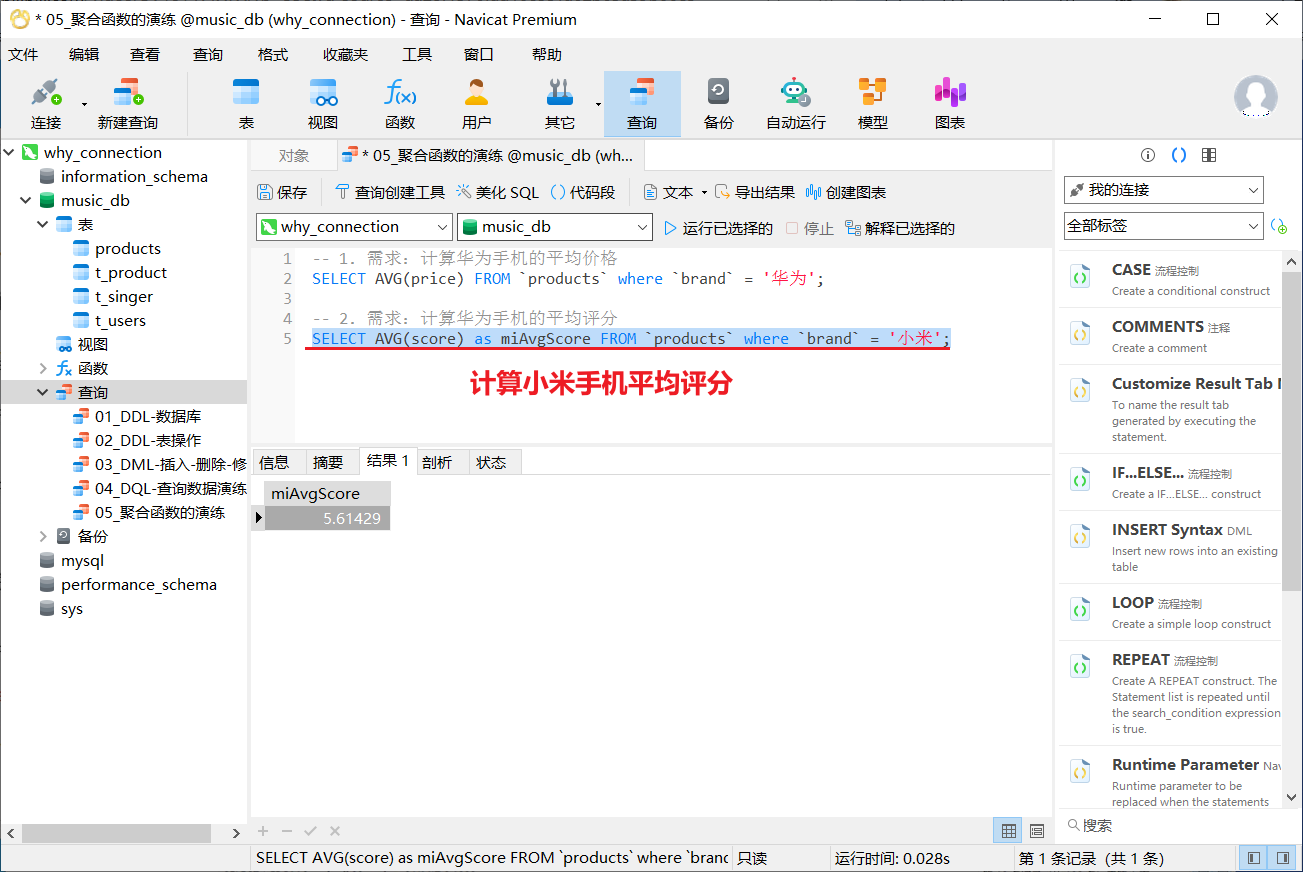 * 05_聚合函数的演练 @music_db (why_connection) - 查询 - Navicat Premium
文件 编辑 查看 查询 格式 收藏夹 工具 窗口 帮助
连接 新建查询 表 视图 函数 用户 其它 查询 备份 自动运行 模型 图表
why_connection
information_schema
music_db
表
products
t_product
t_singer
t_users
视图
函数
查询
01_DDL-数据库
02_DDL-表操作
03_DML-插入-删除-修
04_DQL-查询数据演练
05_聚合函数的演练
备份
mysql
performance_schema
sys
对象 * 05_聚合函数的演练 @music_db (wh...
保存 查询创建工具 美化 SQL () 代码段 文本 导出结果 创建图表
why_connection music_db 运行已选择的 停止 解释已选择的
1 -- 1. 需求：计算华为手机的平均价格
2 SELECT AVG(price) FROM `products` where `brand` = '华为';
3
4 -- 2. 需求：计算华为手机的平均评分
5 SELECT AVG(score) as miAvgScore FROM `products` where `brand` = '小米';
计算小米手机平均评分
信息 摘要 结果 1 剖析 状态
miAvgScore
5.61429
我的连接
全部标签
CASE 流程控制
Create a conditional construct
COMMENTS 注释
Create a comment
Customize Result Tab
To name the result tab
generated by executing the
statement.
IF...ELSE... 流程控制
Create a IF...ELSE... construct
INSERT Syntax DML
Insert new rows into an existing
table
LOOP 流程控制
Create a simple loop construct
REPEAT 流程控制
Create A REPEAT construct. The
Statement list is repeated until
the search_condition expression
is true.
Runtime Parameter Nav
Runtime parameter to be
replaced when the statements
搜索
SELECT AVG(score) as miAvgScore FROM `products` where `branc 只读 运行时间: 0.028s 第 1 条记录 (共 1 条)